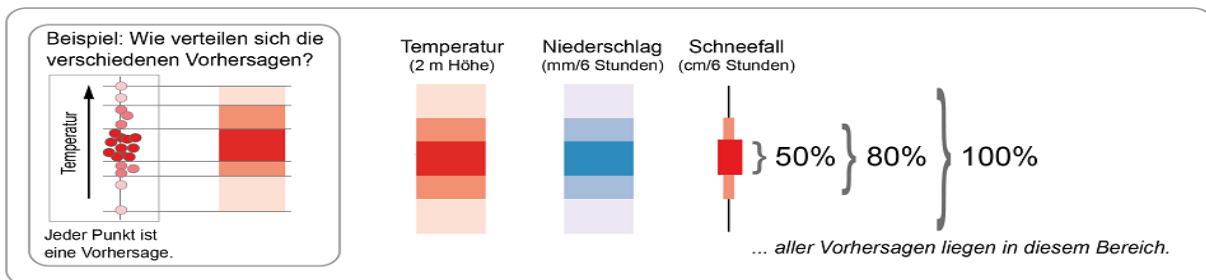 Beispiel: Wie verteilen sich die
verschiedenen Vorhersagen?
Temperatur
Jeder Punkt ist
eine Vorhersage.
Temperatur
(2 m Höhe)
Niederschlag
(mm/6 Stunden)
Schneefall
(cm/6 Stunden)
50%
80%
100%
... aller Vorhersagen liegen in diesem Bereich.